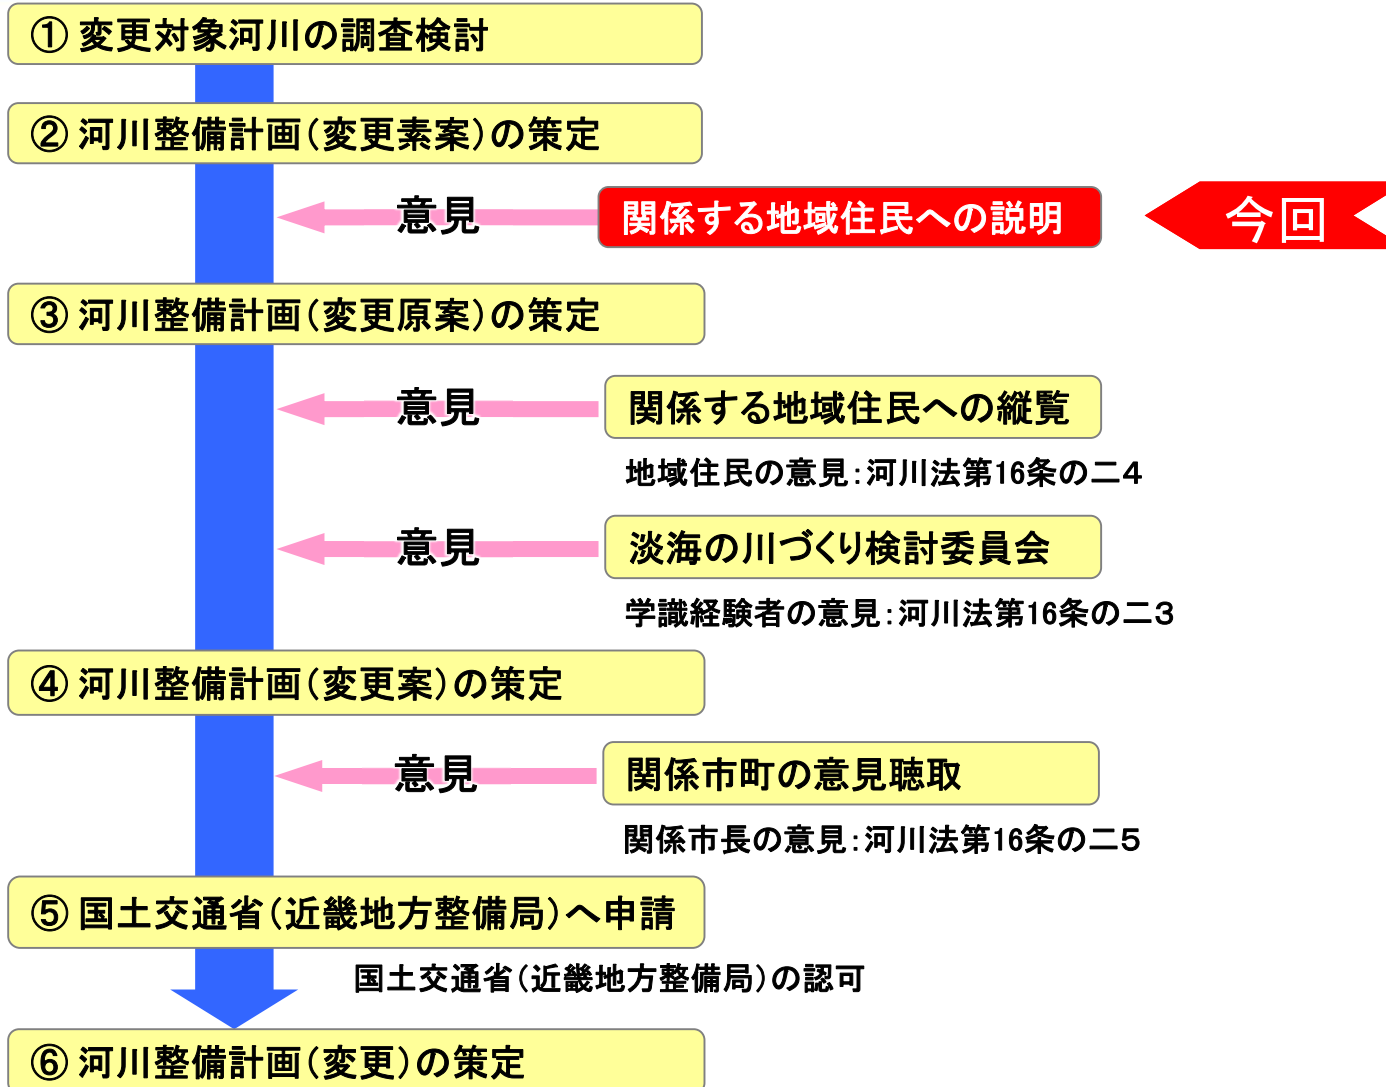 ① 変更対象河川の調査検討
② 河川整備計画(変更素案)の策定
意見
関係する地域住民への説明
今回
③ 河川整備計画(変更原案)の策定
意見
関係する地域住民への縦覧
地域住民の意見:河川法第16条の二4
意見
淡海の川づくり検討委員会
学識経験者の意見:河川法第16条の二3
④ 河川整備計画(変更案)の策定
意見
関係市町の意見聴取
関係市長の意見:河川法第16条の二5
⑤ 国土交通省(近畿地方整備局)へ申請
国土交通省(近畿地方整備局)の認可
⑥ 河川整備計画(変更)の策定